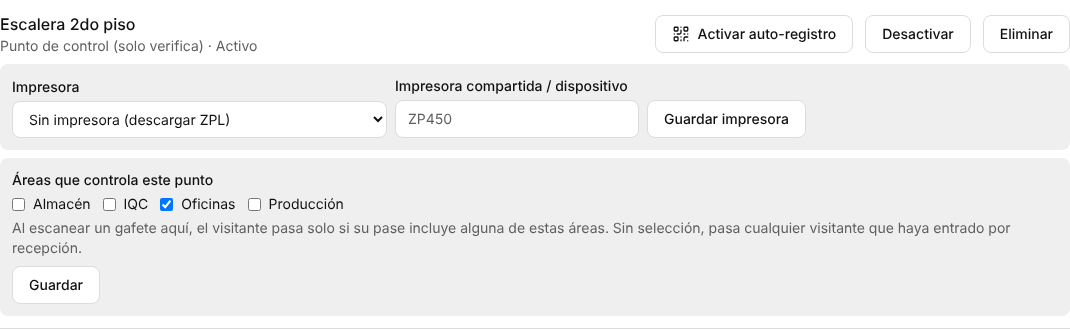 Escalera 2do piso
Punto de control (solo verifica) · Activo
Activar auto-registro
Desactivar
Eliminar
Impresora
Impresora compartida / dispositivo
Sin impresora (descargar ZPL)
ZP450
Guardar impresora
Áreas que controla este punto
Almacén
IQC
Oficinas
Producción
Al escanear un gafete aquí, el visitante pasa solo si su pase incluye alguna de estas áreas. Sin selección, pasa cualquier visitante que haya entrado por
recepción.
Guardar